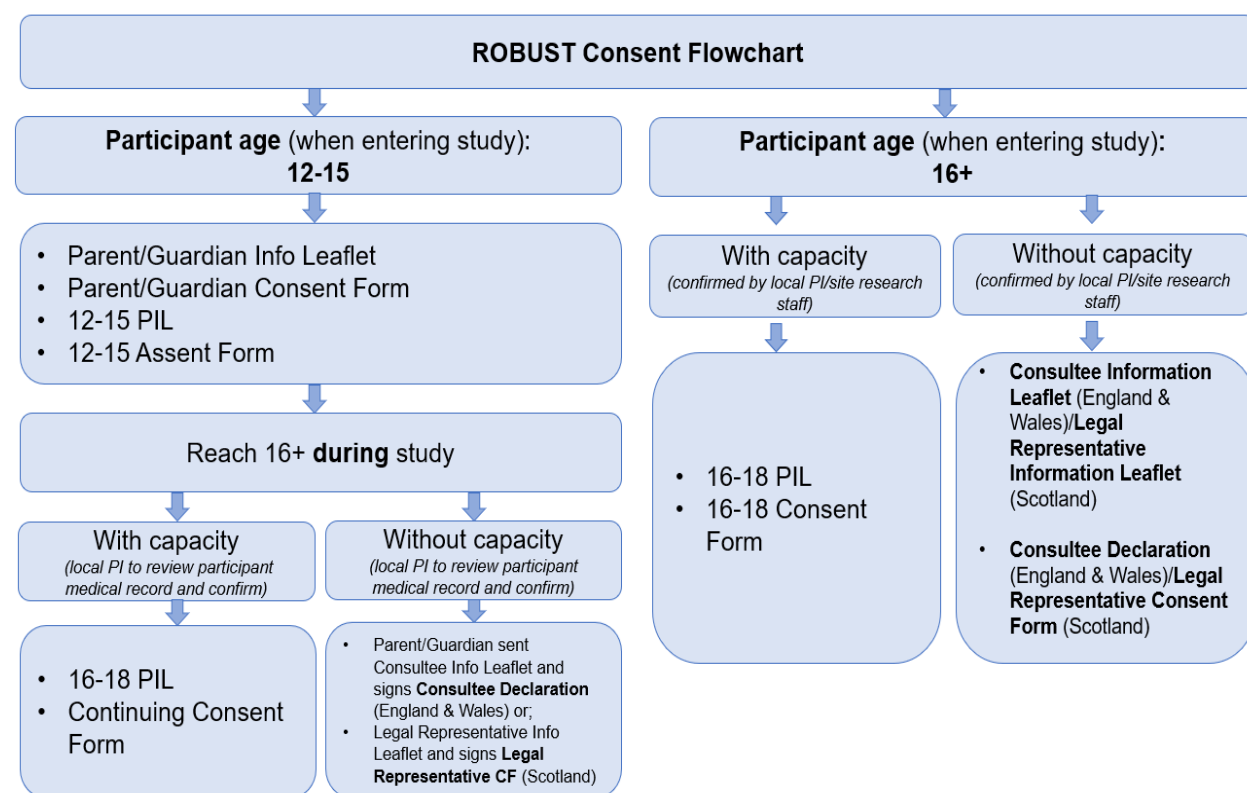 ROBUST Consent Flowchart
Participant age (when entering study):
12-15
• Parent/Guardian Info Leaflet
• Parent/Guardian Consent Form
• 12-15 PIL
• 12-15 Assent Form
Reach 16+ during study
With capacity
(local PI to review participant
medical record and confirm)
• 16-18 PIL
• Continuing Consent
Form
Without capacity
(local PI to review participant
medical record and confirm)
• Parent/Guardian sent
Consultee Info Leaflet and
signs Consultee Declaration
(England & Wales) or;
• Legal Representative Info
Leaflet and signs Legal
Representative CF (Scotland)
Participant age (when entering study):
16+
With capacity
(confirmed by local PI/site research
staff)
• 16-18 PIL
• 16-18 Consent
Form
Without capacity
(confirmed by local PI/site research
staff)
• Consultee Information
Leaflet (England &
Wales)/Legal
Representative
Information Leaflet
(Scotland)
• Consultee Declaration
(England & Wales)/Legal
Representative Consent
Form (Scotland)